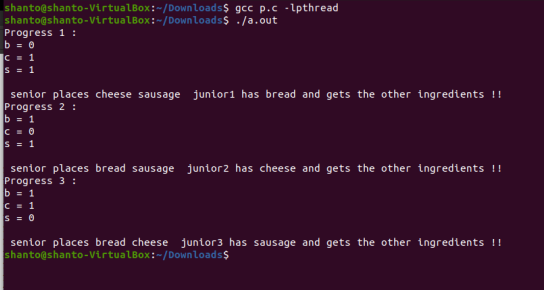 shanto@shanto-VirtualBox:~/Downloads$ gcc p.c -lpthread
shanto@shanto-VirtualBox:~/Downloads$ ./a.out
Progress 1 :
b = 0
c = 1
s = 1
senior places cheese sausage  junior1 has bread and gets the other ingredients !!
Progress 2 :
b = 1
c = 0
s = 1
senior places bread sausage  junior2 has cheese and gets the other ingredients !!
Progress 3 :
b = 1
c = 1
s = 0
senior places bread cheese  junior3 has sausage and gets the other ingredients !!
shanto@shanto-VirtualBox:~/Downloads$